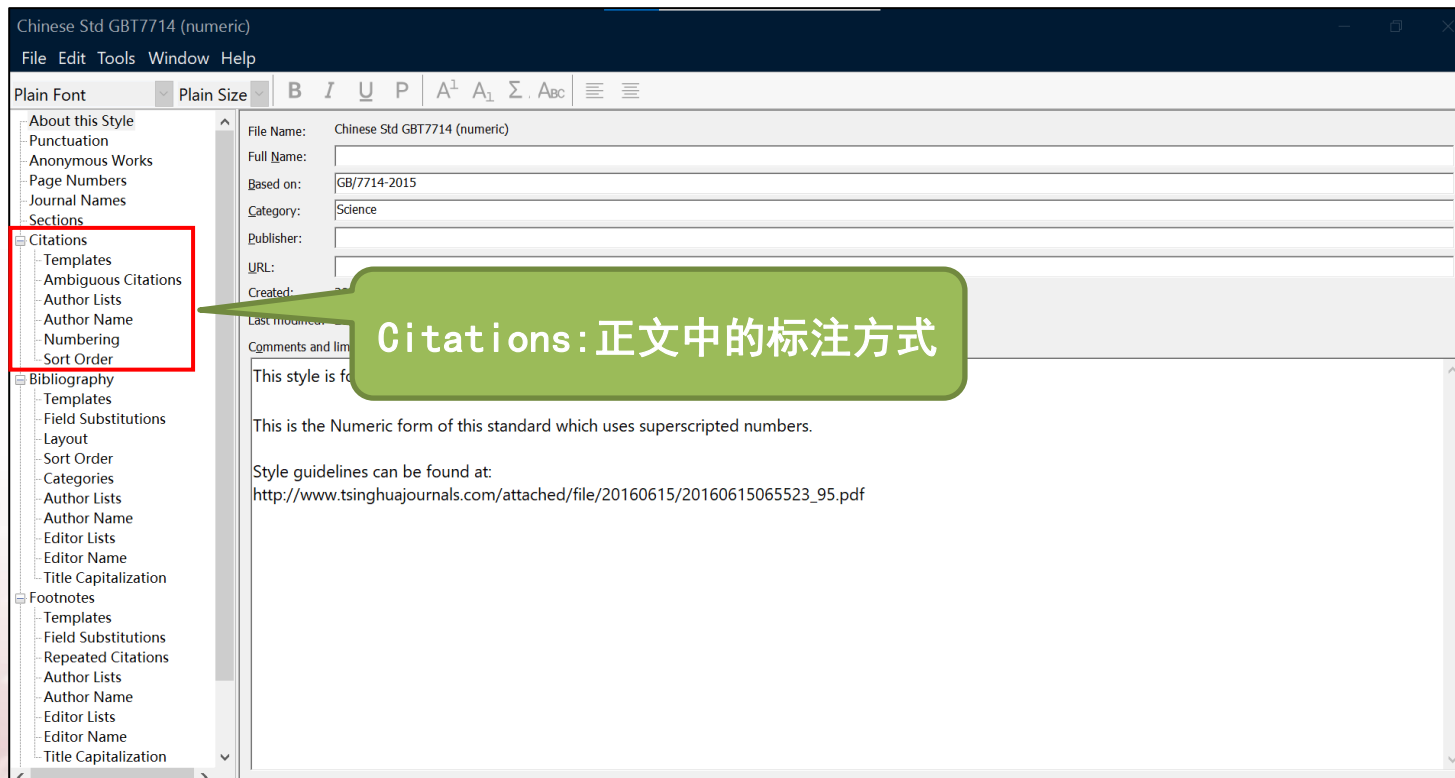 Chinese Std GBT7714 (numeric)
File Edit Tools Window Help
Plain Font Plain Size B I U P A¹ A₁ Σ. ABC
About this Style
Punctuation
Anonymous Works
Page Numbers
Journal Names
Sections
Citations
Templates
Ambiguous Citations
Author Lists
Author Name
Numbering
Sort Order
Bibliography
Templates
Field Substitutions
Layout
Sort Order
Categories
Author Lists
Author Name
Editor Lists
Editor Name
Title Capitalization
Footnotes
Templates
Field Substitutions
Repeated Citations
Author Lists
Author Name
Editor Lists
Editor Name
Title Capitalization
File Name: Chinese Std GBT7714 (numeric)
Full Name:
Based on: GB/7714-2015
Category: Science
Publisher:
URL:
Created:
Last modified:
Comments and
Citations:正文中的标注方式
This style is
This is the Numeric form of this standard which uses superscripted numbers.
Style guidelines can be found at:
http://www.tsinghuajournals.com/attached/file/20160615/20160615065523_95.pdf